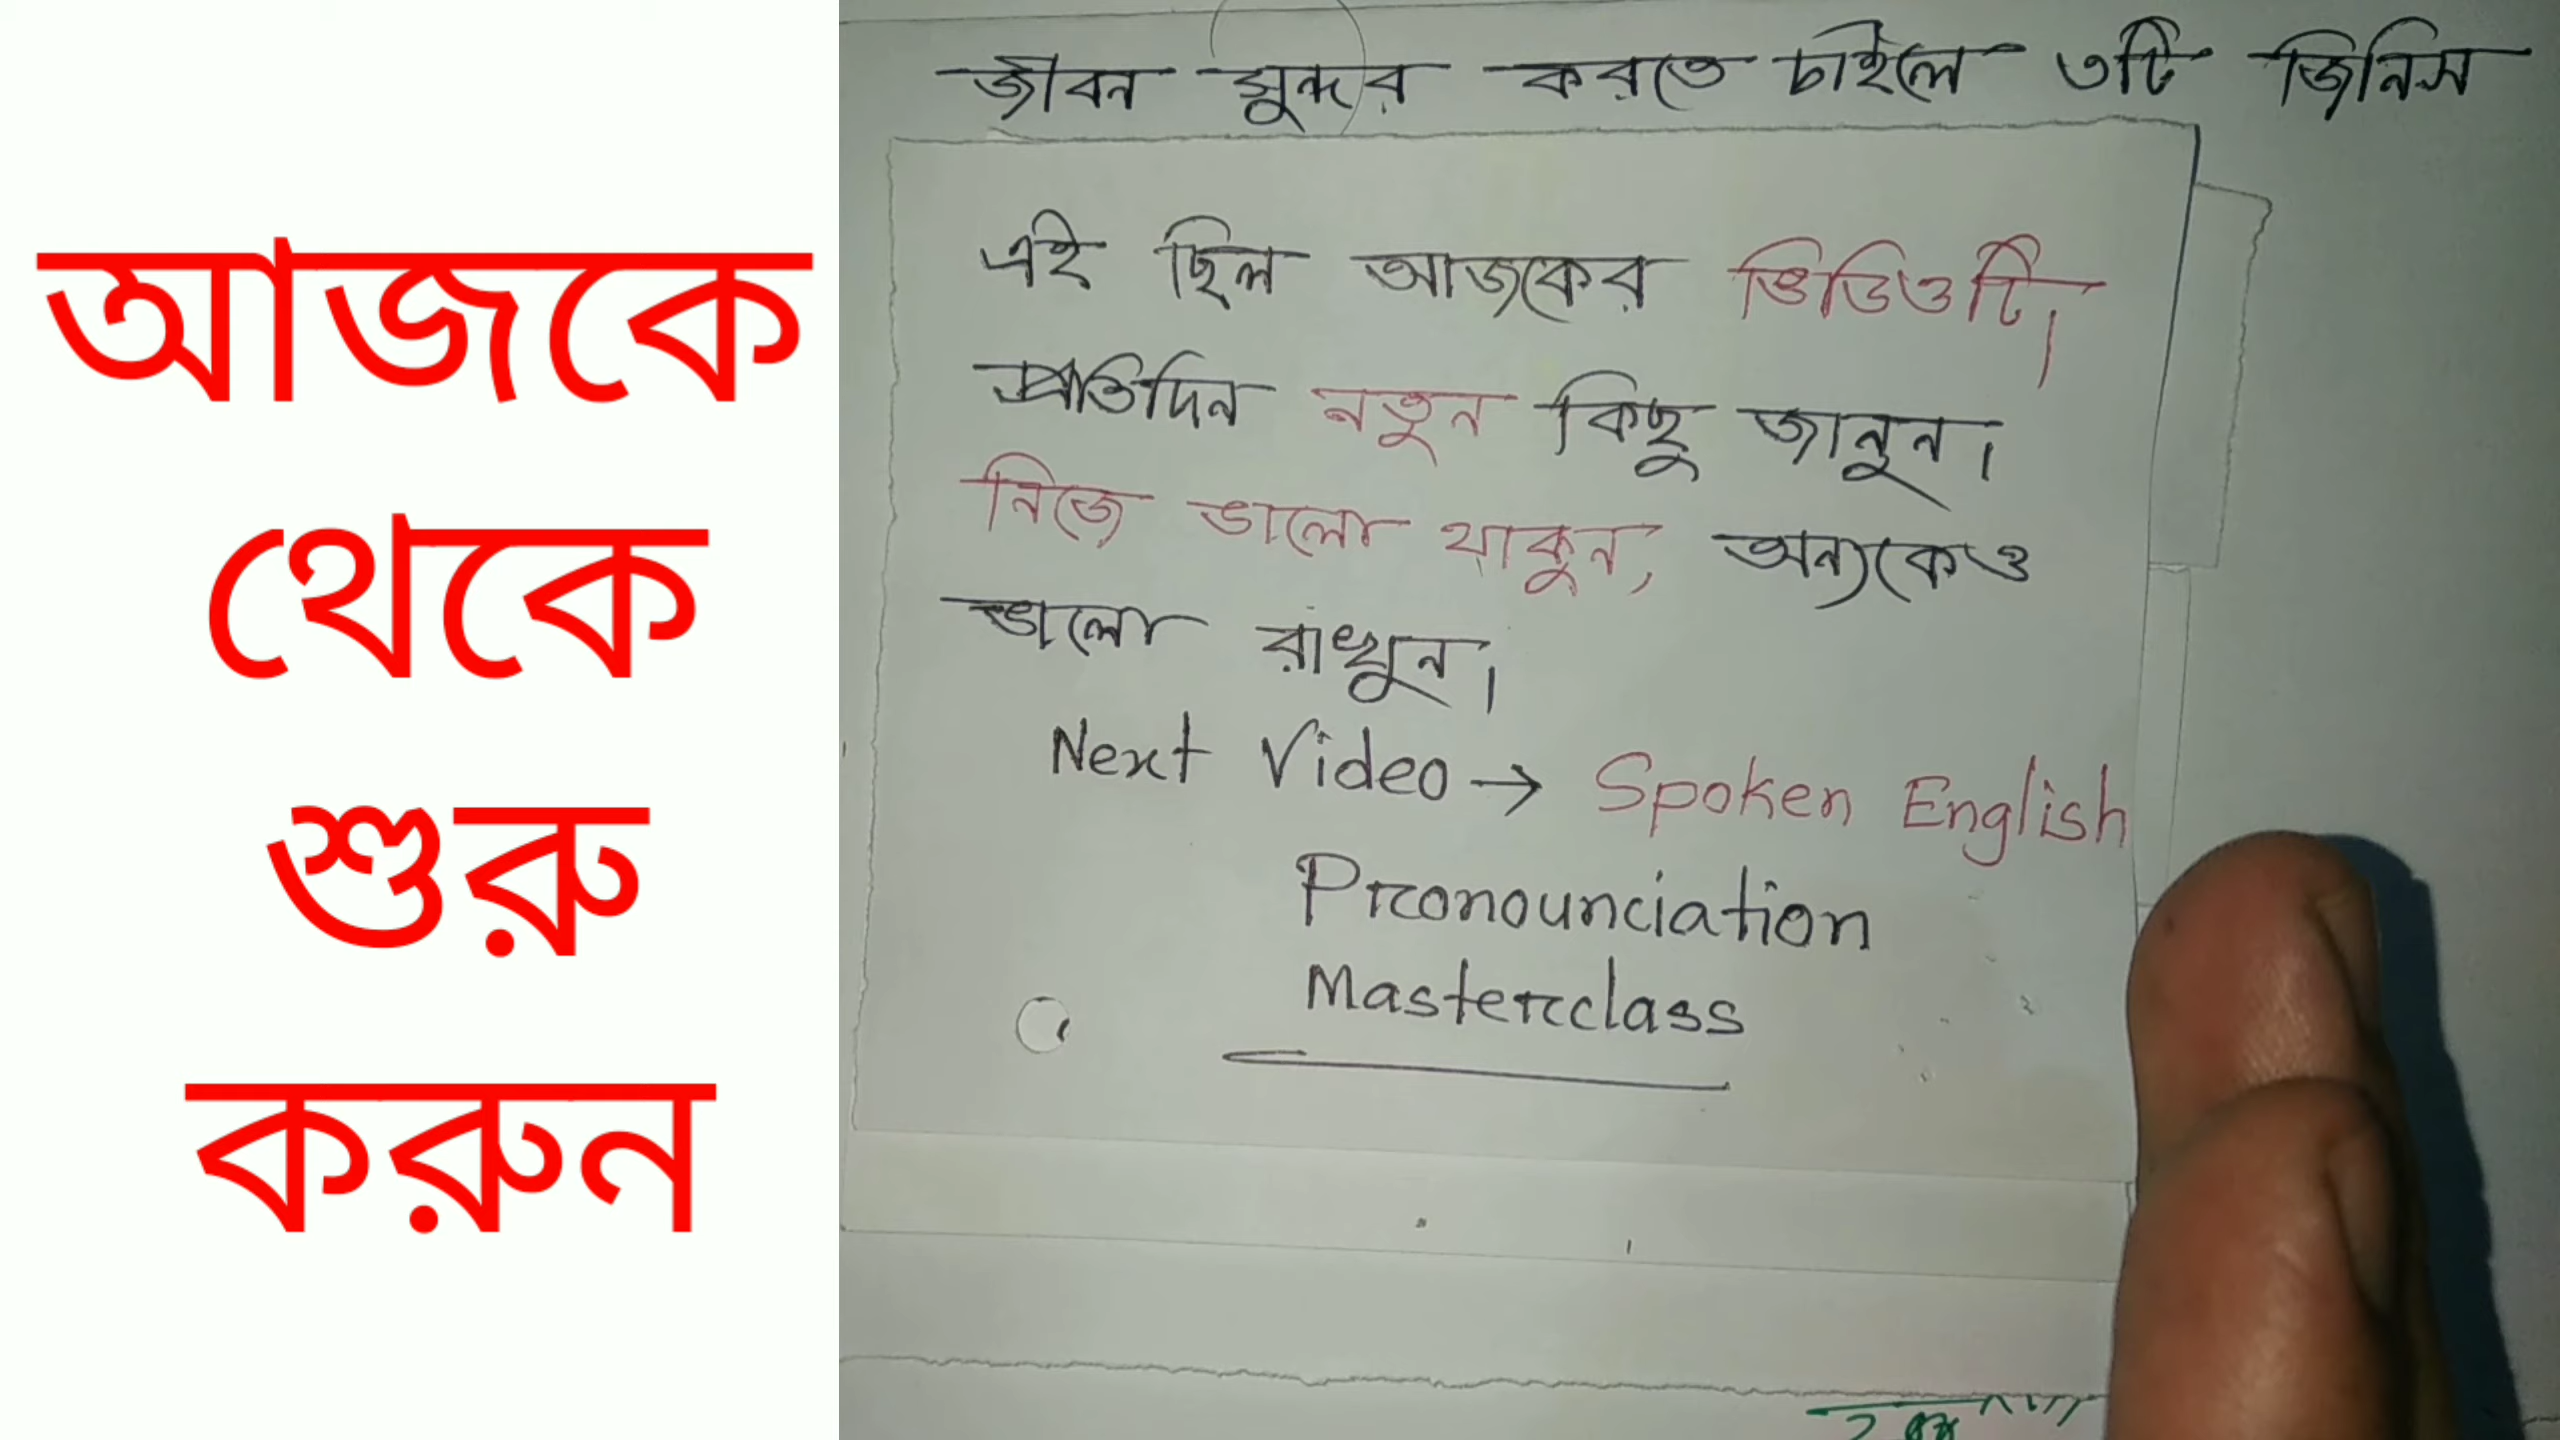 আজকে
থেকে
শুরু
করুন
জীবন সুন্দর করতে চাইলে ৩টি জিনিস
এই ছিল আজকের ভিডিওটি।
প্রতিদিন নতুন কিছু জানুন।
নিজে ভালো থাকুন, অন্যকেও
ভালো রাখুন।
Next Video → Spoken English
Pronounciation
Masterclass